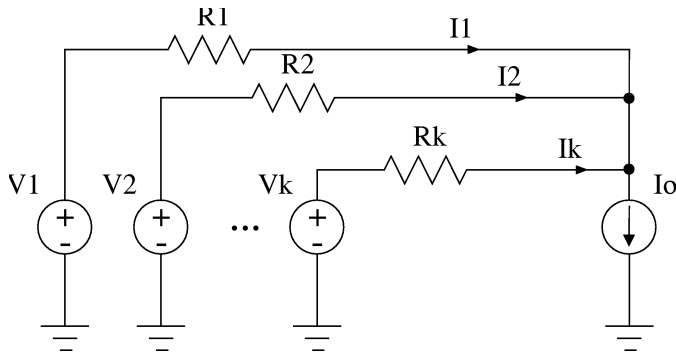 R1
I1
R2
I2
Rk
Ik
V1
V2
Vk
Io
+
-
+
-
...
+
-